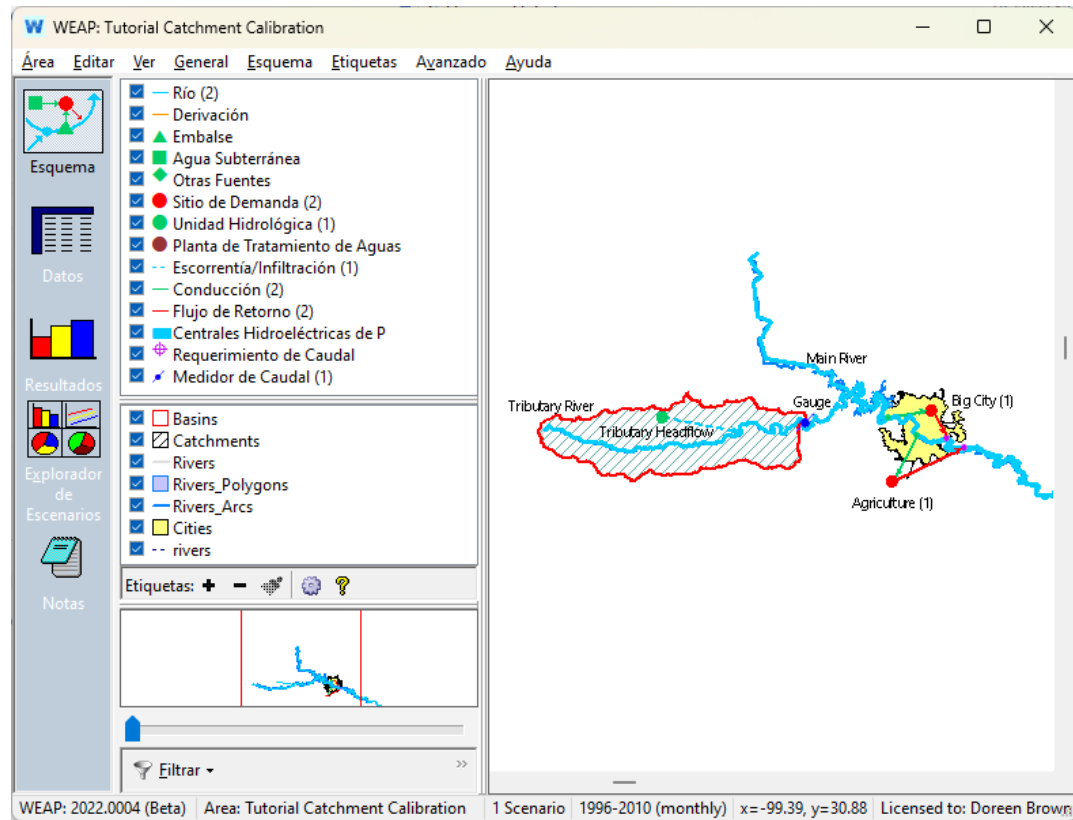 WEAP: Tutorial Catchment Calibration
Área Editar Ver General Esquema Etiquetas Avanzado Ayuda
Esquema
Datos
Resultados
Explorador
de
Escenarios
Notas
Río (2)
Derivación
Embalse
Agua Subterránea
Otras Fuentes
Sitio de Demanda (2)
Unidad Hidrológica (1)
Planta de Tratamiento de Aguas
Escorrentía/Infiltración (1)
Conducción (2)
Flujo de Retorno (2)
Centrales Hidroeléctricas de P
Requerimiento de Caudal
Medidor de Caudal (1)
Basins
Catchments
Rivers
Rivers_Polygons
Rivers_Arcs
Cities
rivers
Etiquetas:
Filtrar
Main River
Tributary River
Gauge
Big City (1)
Tributary Headflow
Agriculture (1)
WEAP: 2022.0004 (Beta) Area: Tutorial Catchment Calibration 1 Scenario 1996-2010 (monthly) x=-99.39, y=30.88 Licensed to: Doreen Brown